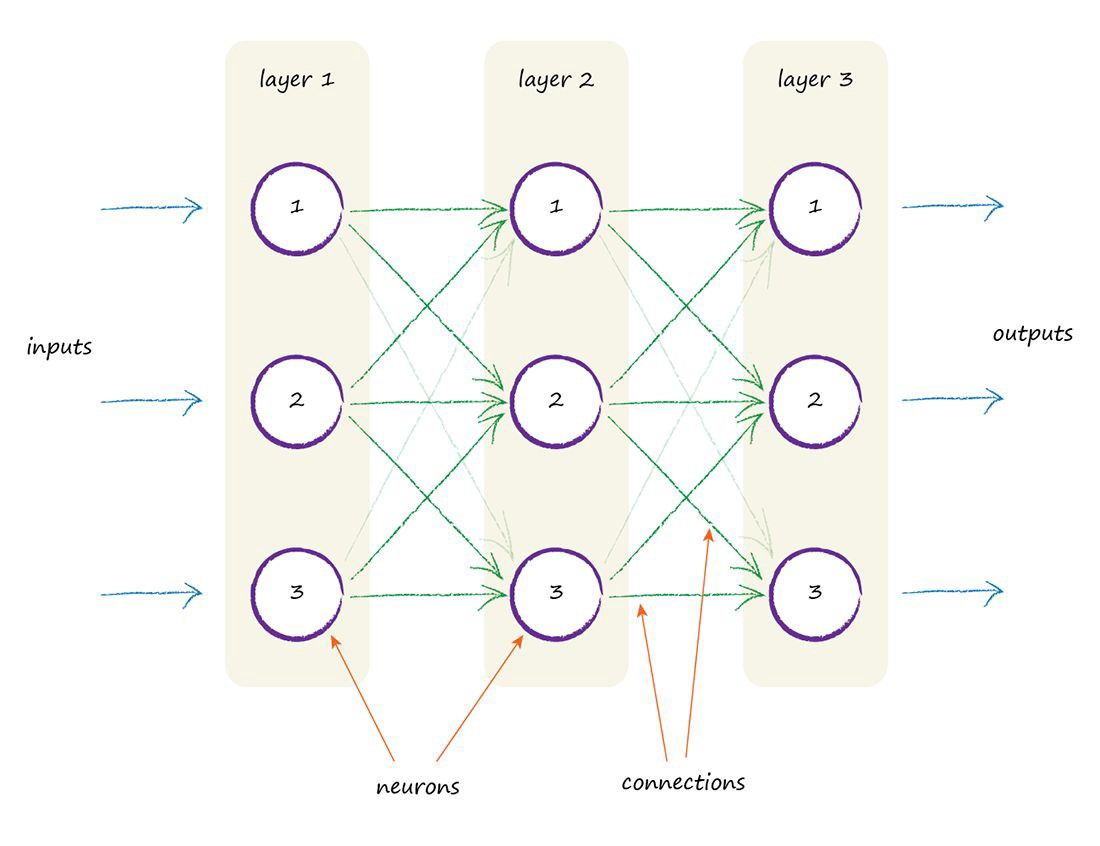 layer 1
layer 2
layer 3
1
1
1
inputs
outputs
2
2
2
3
3
3
neurons
connections